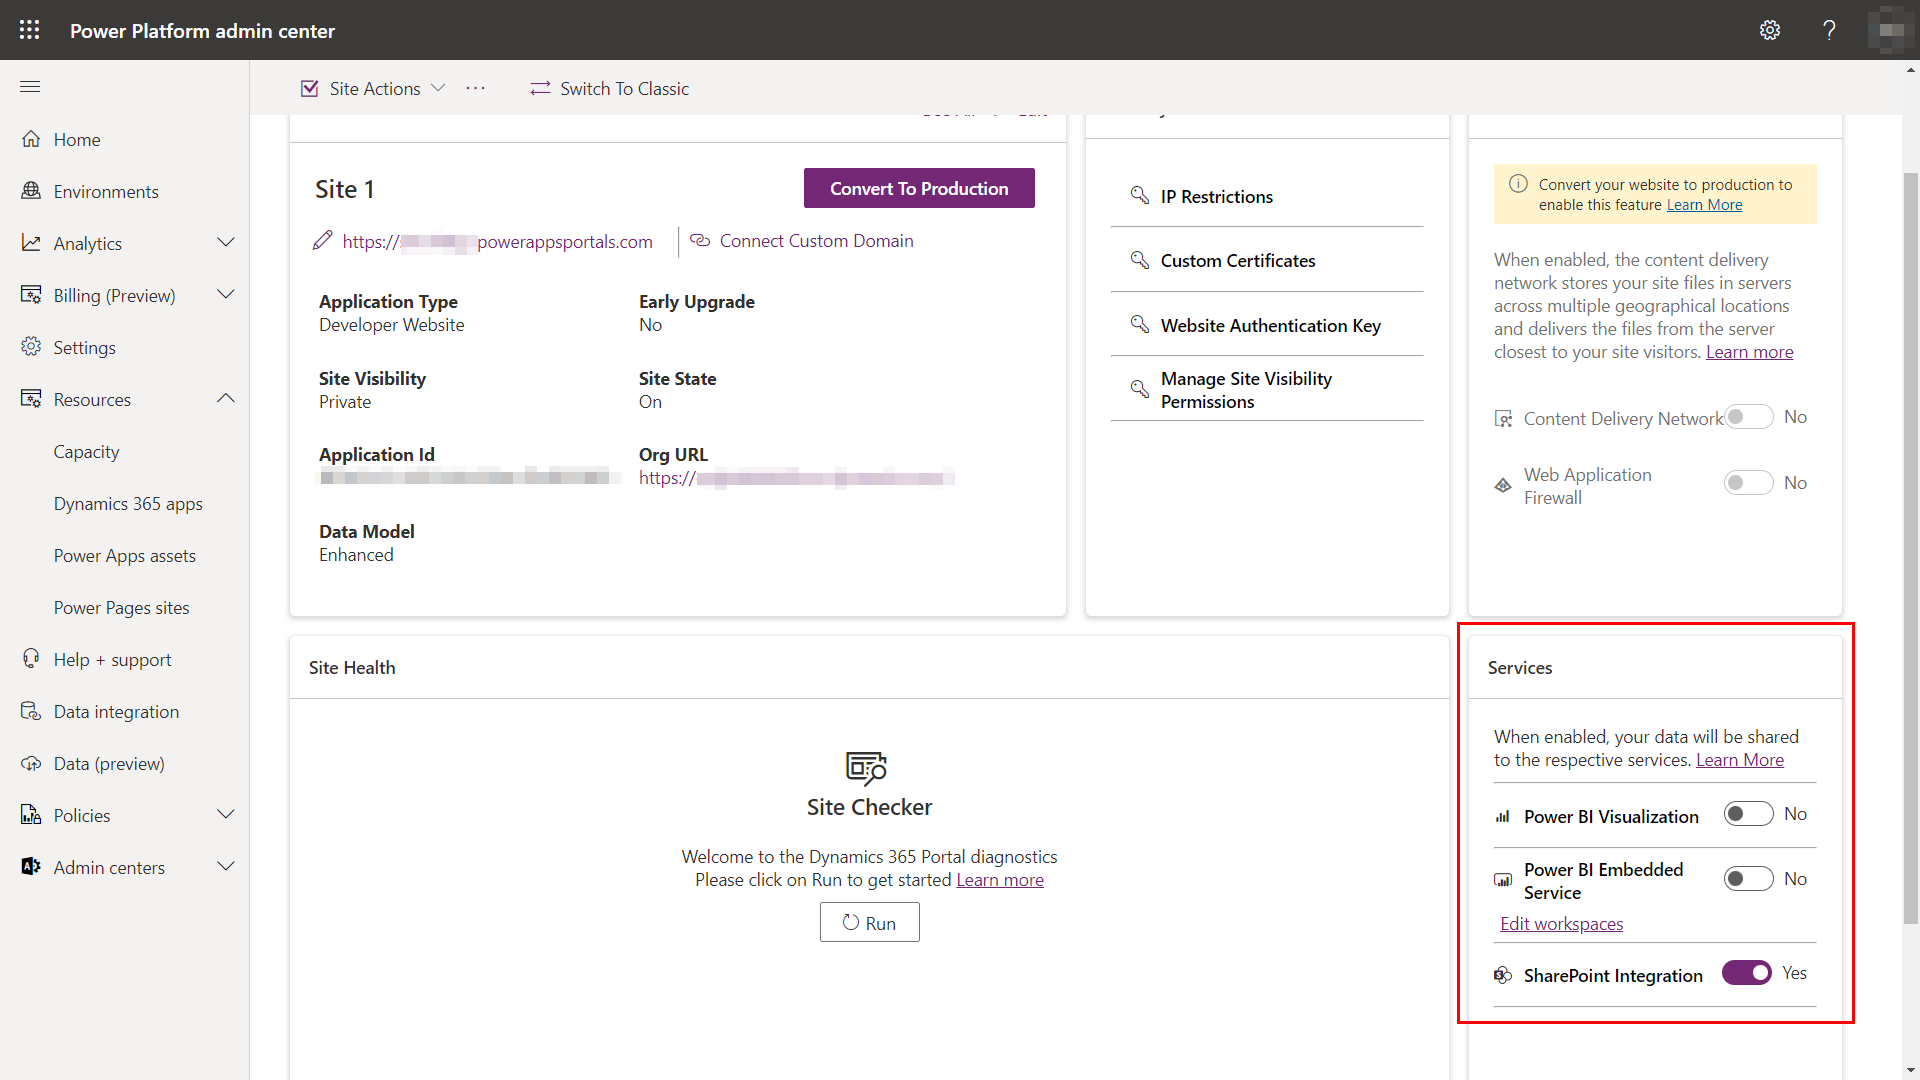 Power Platform admin center
?
Site Actions
Switch To Classic
Home
Environments
Analytics
Billing (Preview)
Settings
Resources
Capacity
Dynamics 365 apps
Power Apps assets
Power Pages sites
Help + support
Data integration
Data (preview)
Policies
Admin centers
Site 1
Convert To Production
https://
powerappsportals.com
Connect Custom Domain
Application Type
Developer Website
Early Upgrade
No
Site Visibility
Private
Site State
On
Application Id
Org URL
https://
Data Model
Enhanced
IP Restrictions
Custom Certificates
Website Authentication Key
Manage Site Visibility
Permissions
Convert your website to production to
enable this feature Learn More
When enabled, the content delivery
network stores your site files in servers
across multiple geographical locations
and delivers the files from the server
closest to your site visitors. Learn more
Content Delivery Network
No
Web Application
Firewall
No
Site Health
Site Checker
Welcome to the Dynamics 365 Portal diagnostics
Please click on Run to get started Learn more
Run
Services
When enabled, your data will be shared
to the respective services. Learn More
Power BI Visualization
No
Power BI Embedded
Service
No
Edit workspaces
SharePoint Integration
Yes